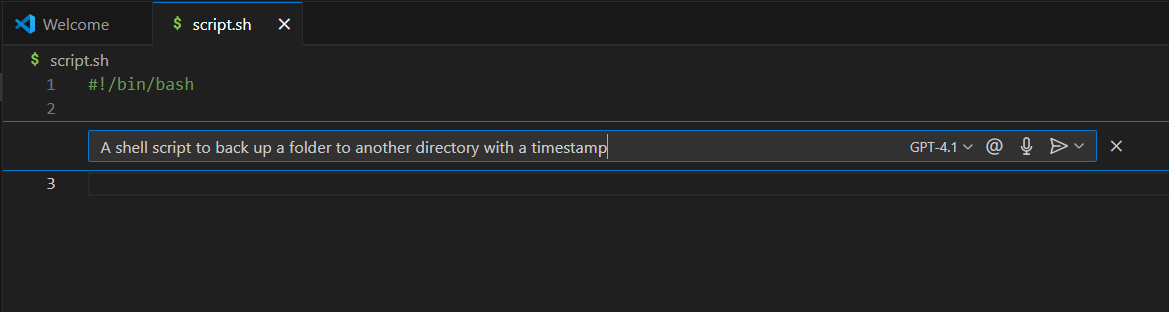 Welcome
$ script.sh
$ script.sh
1 #!/bin/bash
2
A shell script to back up a folder to another directory with a timestamp GPT-4.1 @
3